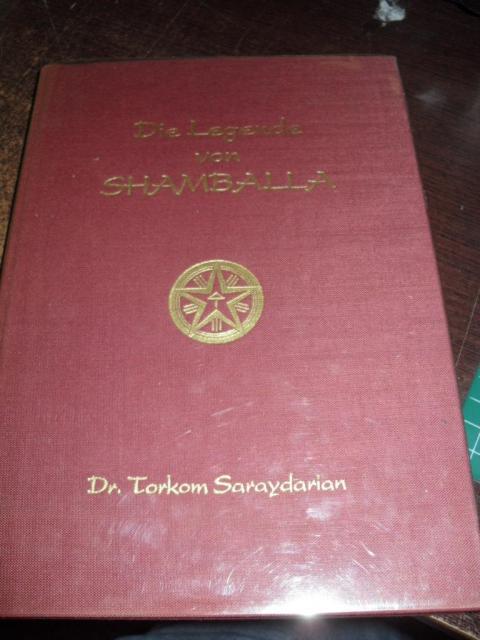 Die Legende
von
SHAMBALLA
Dr. Torkom Saraydarian